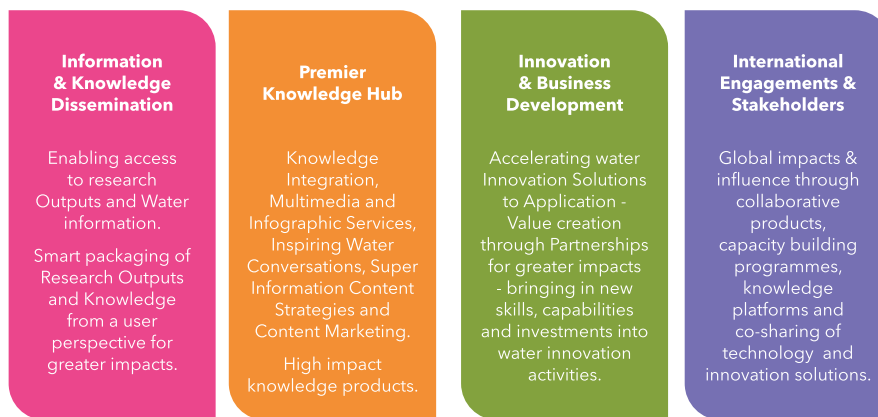 Information
& Knowledge
Dissemination
Enabling access
to research
Outputs and Water
information.
Smart packaging of
Research Outputs
and Knowledge
from a user
perspective for
greater impacts.
Premier
Knowledge Hub
Knowledge
Integration,
Multimedia and
Infographic Services,
Inspiring Water
Conversations, Super
Information Content
Strategies and
Content Marketing.
High impact
knowledge products.
Innovation
& Business
Development
Accelerating water
Innovation Solutions
to Application -
Value creation
through Partnerships
for greater impacts
- bringing in new
skills, capabilities
and investments into
water innovation
activities.
International
Engagements &
Stakeholders
Global impacts &
influence through
collaborative
products,
capacity building
programmes,
knowledge
platforms and
co-sharing of
technology  and
innovation solutions.